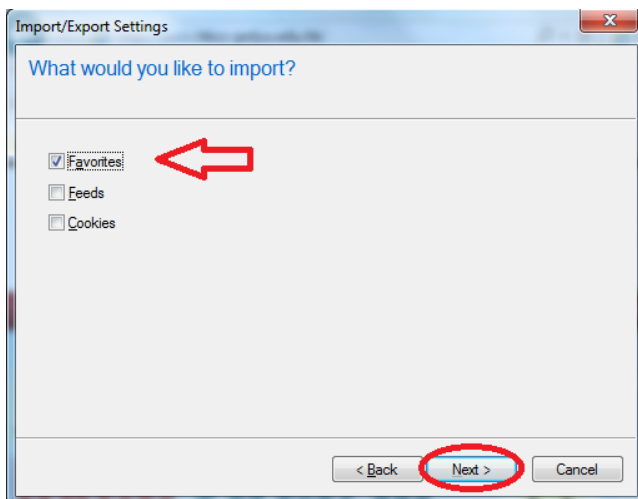 Import/Export Settings
What would you like to import?
Favorites
Feeds
Cookies
< Back Next > Cancel